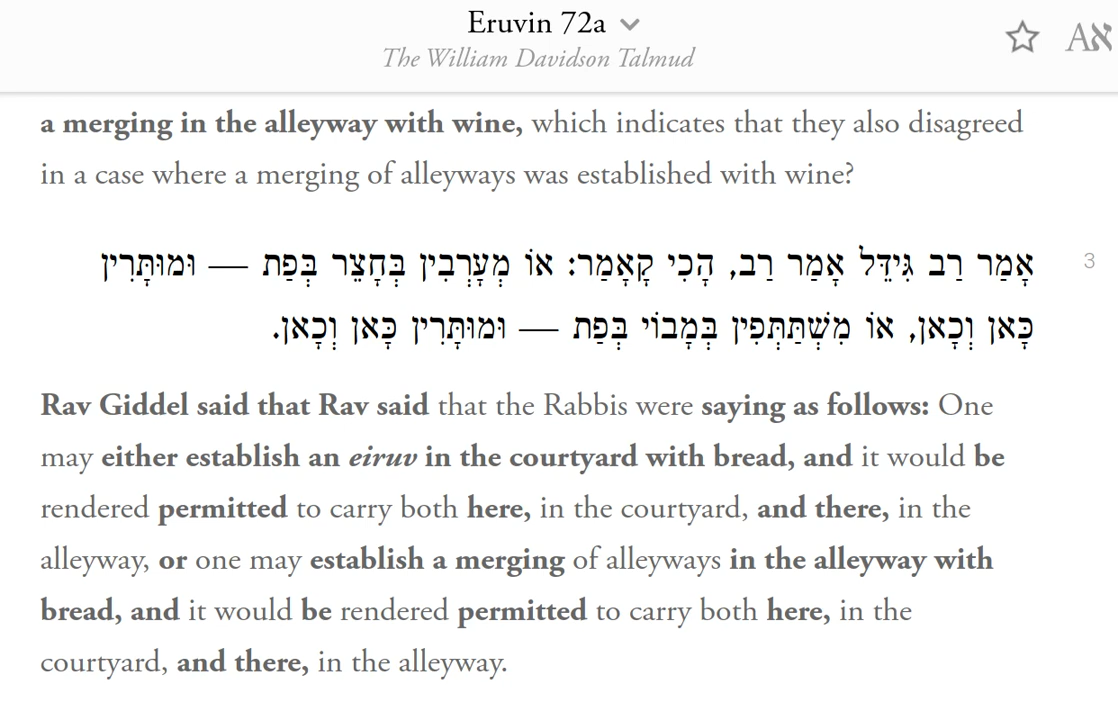 Eruvin 72a
The William Davidson Talmud
Aא
a merging in the alleyway with wine, which indicates that they also disagreed
in a case where a merging of alleyways was established with wine?
אָמַר רַב גִּידֵּל אָמַר רַב, הָכִי קָאָמַר: אוֹ מְעָרְבִין בְּחָצֵר בְּפַת — וּמוּתָּרִין
3
כָּאן וְכָאן, אוֹ מִשְׁתַּתְּפִין בְּמָבוֹי בְּפַת — וּמוּתָּרִין כָּאן וְכָאן.
Rav Giddel said that Rav said that the Rabbis were saying as follows: One
may either establish an eiruv in the courtyard with bread, and it would be
rendered permitted to carry both here, in the courtyard, and there, in the
alleyway, or one may establish a merging of alleyways in the alleyway with
bread, and it would be rendered permitted to carry both here, in the
courtyard, and there, in the alleyway.